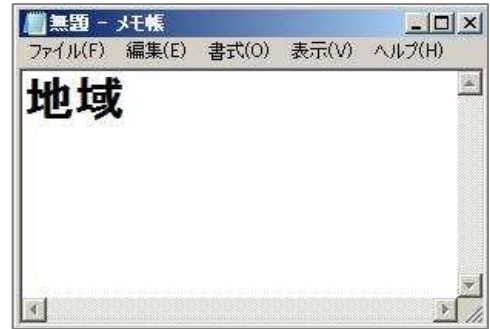 無題 - メモ帳
ファイル(F) 編集(E) 書式(O) 表示(V) ヘルプ(H)
地域